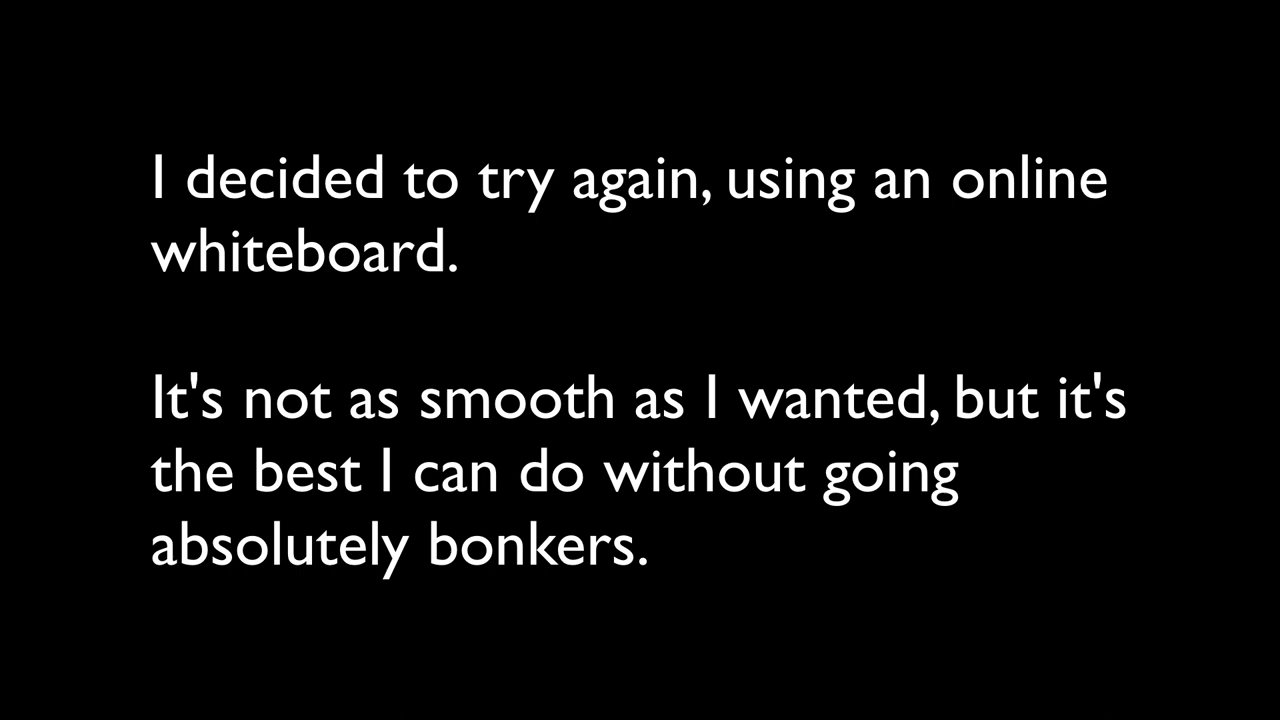 I decided to try again, using an online
whiteboard.
It's not as smooth as I wanted, but it's
the best I can do without going
absolutely bonkers.